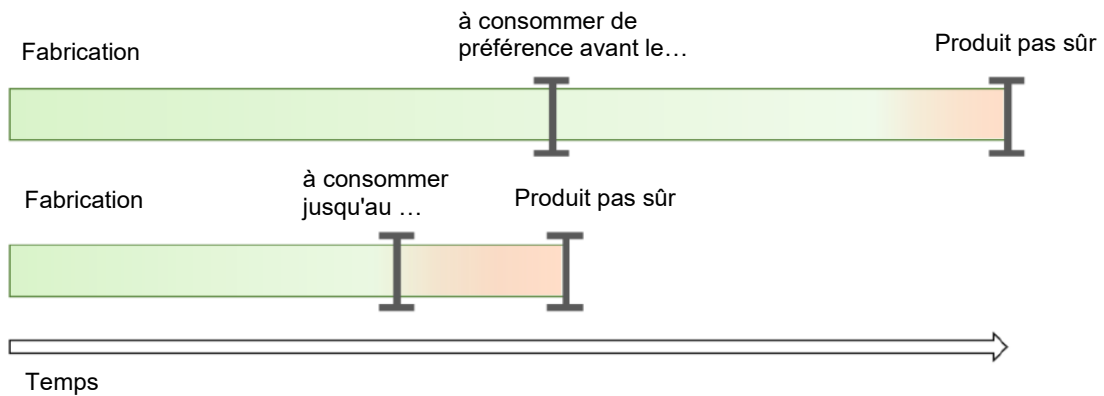 Fabrication
à consommer de
préférence avant le…
Produit pas sûr
Fabrication
à consommer
jusqu'au …
Produit pas sûr
Temps